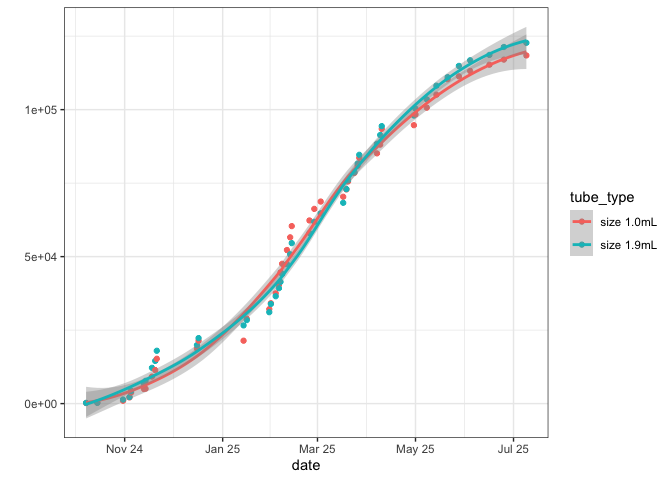 1e+05
5e+04
0e+00
Nov 24
Jan 25
Mar 25
May 25
Jul 25
date
tube_type
size 1.0mL
size 1.9mL